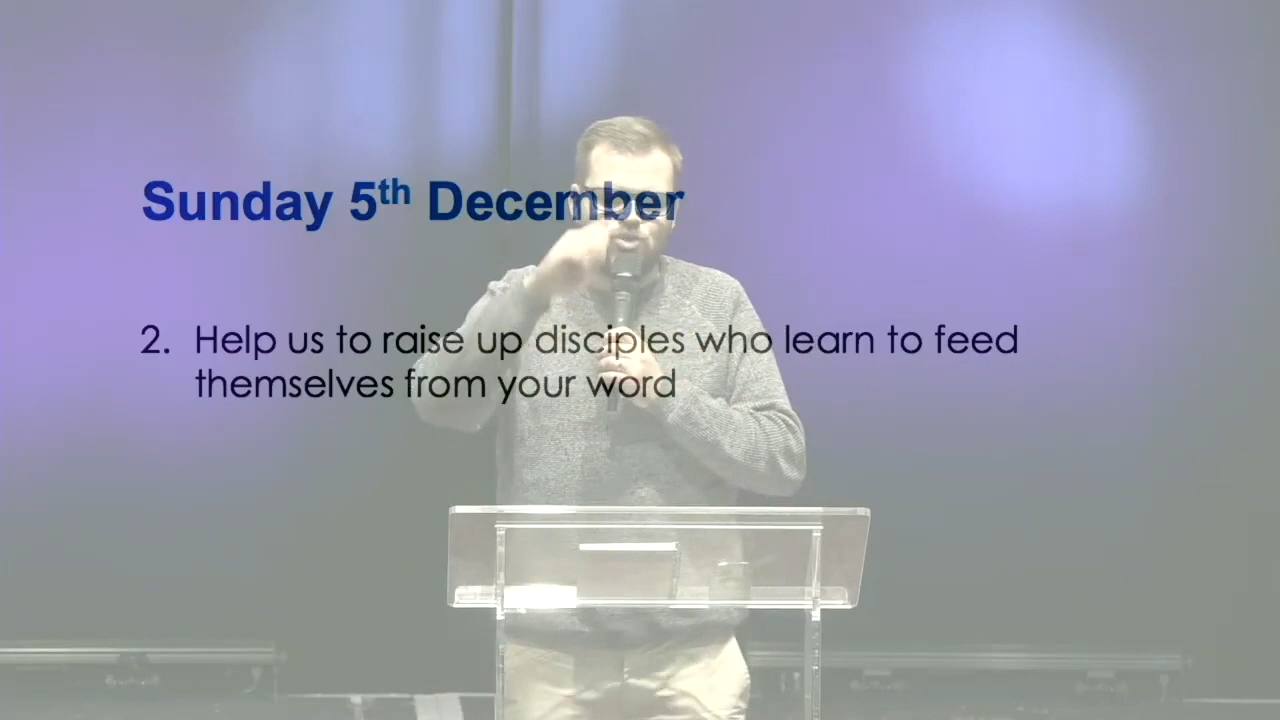 Sunday 5th December
2. Help us to raise up disciples who learn to feed
themselves from your word